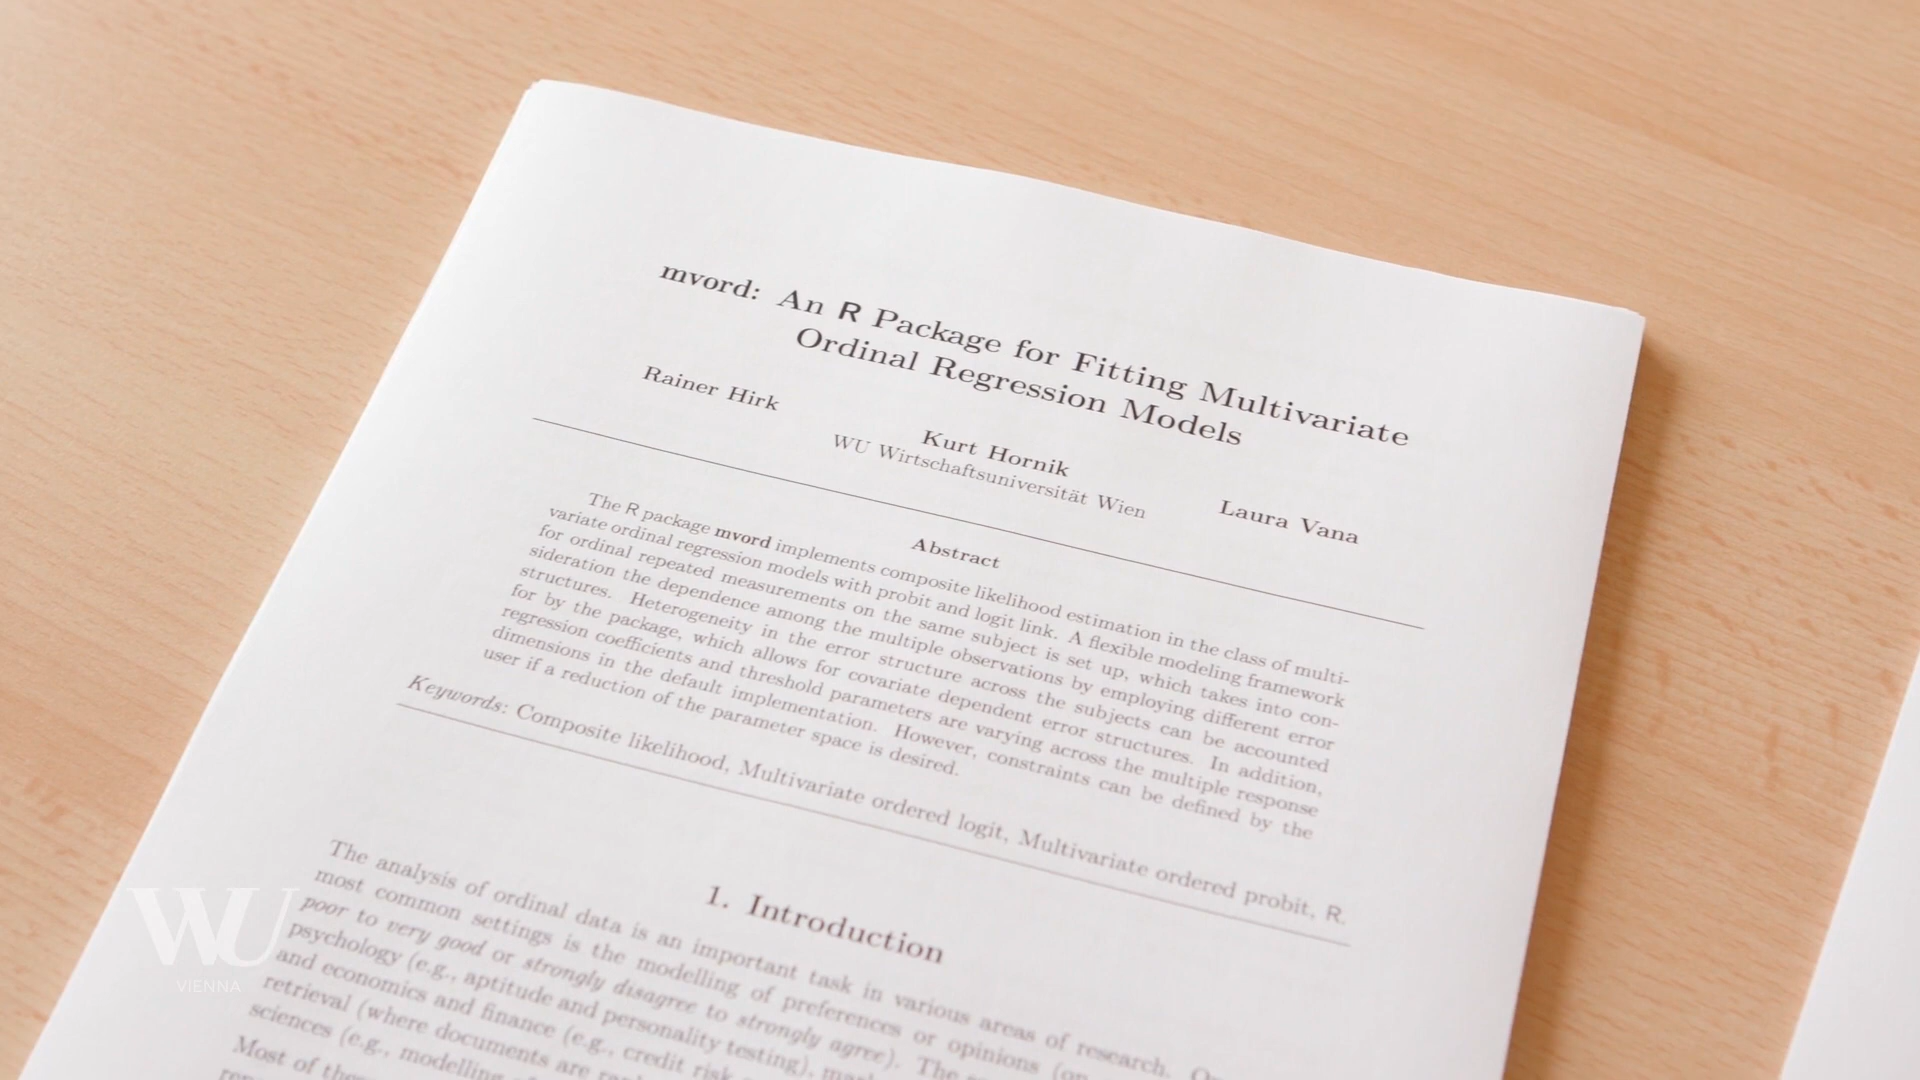 mvord: An R Package for Fitting Multivariate
Ordinal Regression Models
Rainer Hirk
Kurt Hornik
WU Wirtschaftsuniversität Wien
Laura Vana
Abstract
The R package mvord implements composite likelihood estimation in the class of multi-
variate ordinal regression models with probit and logit link. A flexible modeling framework
for ordinal repeated measurements on the same subject is set up, which takes into con-
sideration the dependence among the multiple observations by employing different error
structures. Heterogeneity in the error structure across the subjects can be accounted
for by the package, which allows for covariate dependent error structures. In addition,
regression coefficients and threshold parameters are varying across the multiple response
dimensions in the default implementation. However, constraints can be defined by the
user if a reduction of the parameter space is desired.
Keywords: Composite likelihood, Multivariate ordered logit, Multivariate ordered probit, R.
1. Introduction
The analysis of ordinal data is an important task in various areas of research.
most common settings is the modelling of preferences or opinions
poor to very good or strongly disagree to strongly agree). The
psychology (e.g., aptitude and personality testing),
and economics and finance (e.g., credit risk
retrieval (where documents are
sciences (e.g., modelling
Most of
WU
VIENNA